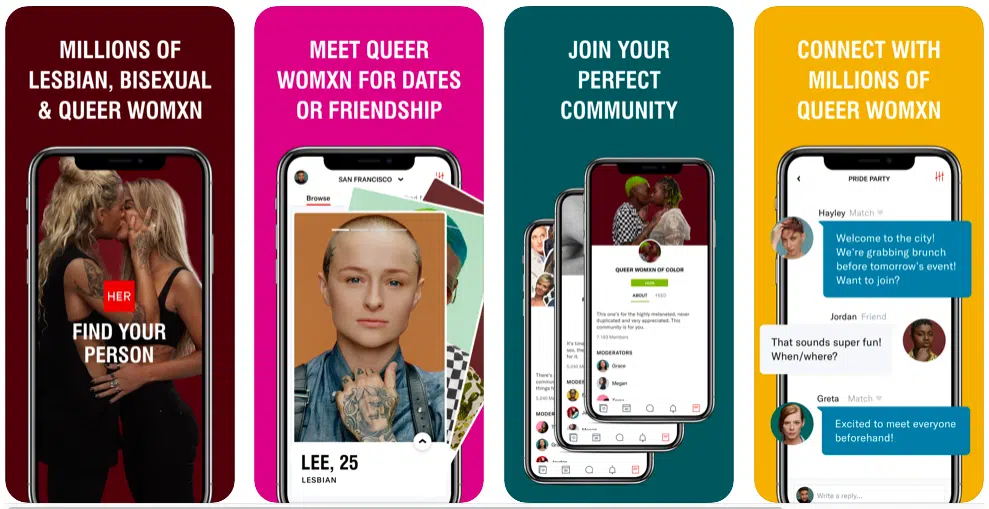 MILLIONS OF
LESBIAN, BISEXUAL
& QUEER WOMXN
HER
FIND YOUR
PERSON
MEET QUEER
WOMXN FOR DATES
OR FRIENDSHIP
SAN FRANCISCO
Browse
LEE, 25
LESBIAN
JOIN YOUR
PERFECT
COMMUNITY
QUEER WOMXN OF COLOR
JOIN
ABOUT FEED
This one's for the highly melanated, never
duplicated and very appreciated. This
community is for you.
MODERATORS
Grace
Megan
CONNECT WITH
MILLIONS OF
QUEER WOMXN
PRIDE PARTY
Hayley Match
Welcome to the city!
We're grabbing brunch
before tomorrow's event!
Want to join?
Jordan Friend
That sounds super fun!
When/where?
Greta Match
Excited to meet everyone
beforehand!
Write a reply...